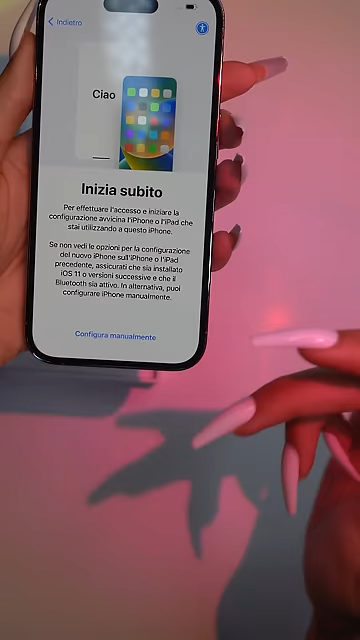 Indietro
Ciao
Inizia subito
Per effettuare l'accesso e iniziare la
configurazione avvicina l'iPhone o l'iPad che
stai utilizzando a questo iPhone.
Se non vedi le opzioni per la configurazione
del nuovo iPhone sull'iPhone o l'iPad
precedente, assicurati che sia installato
iOS 11 o versioni successive e che il
Bluetooth sia attivo. In alternativa, puoi
configurare iPhone manualmente.
Configura manualmente